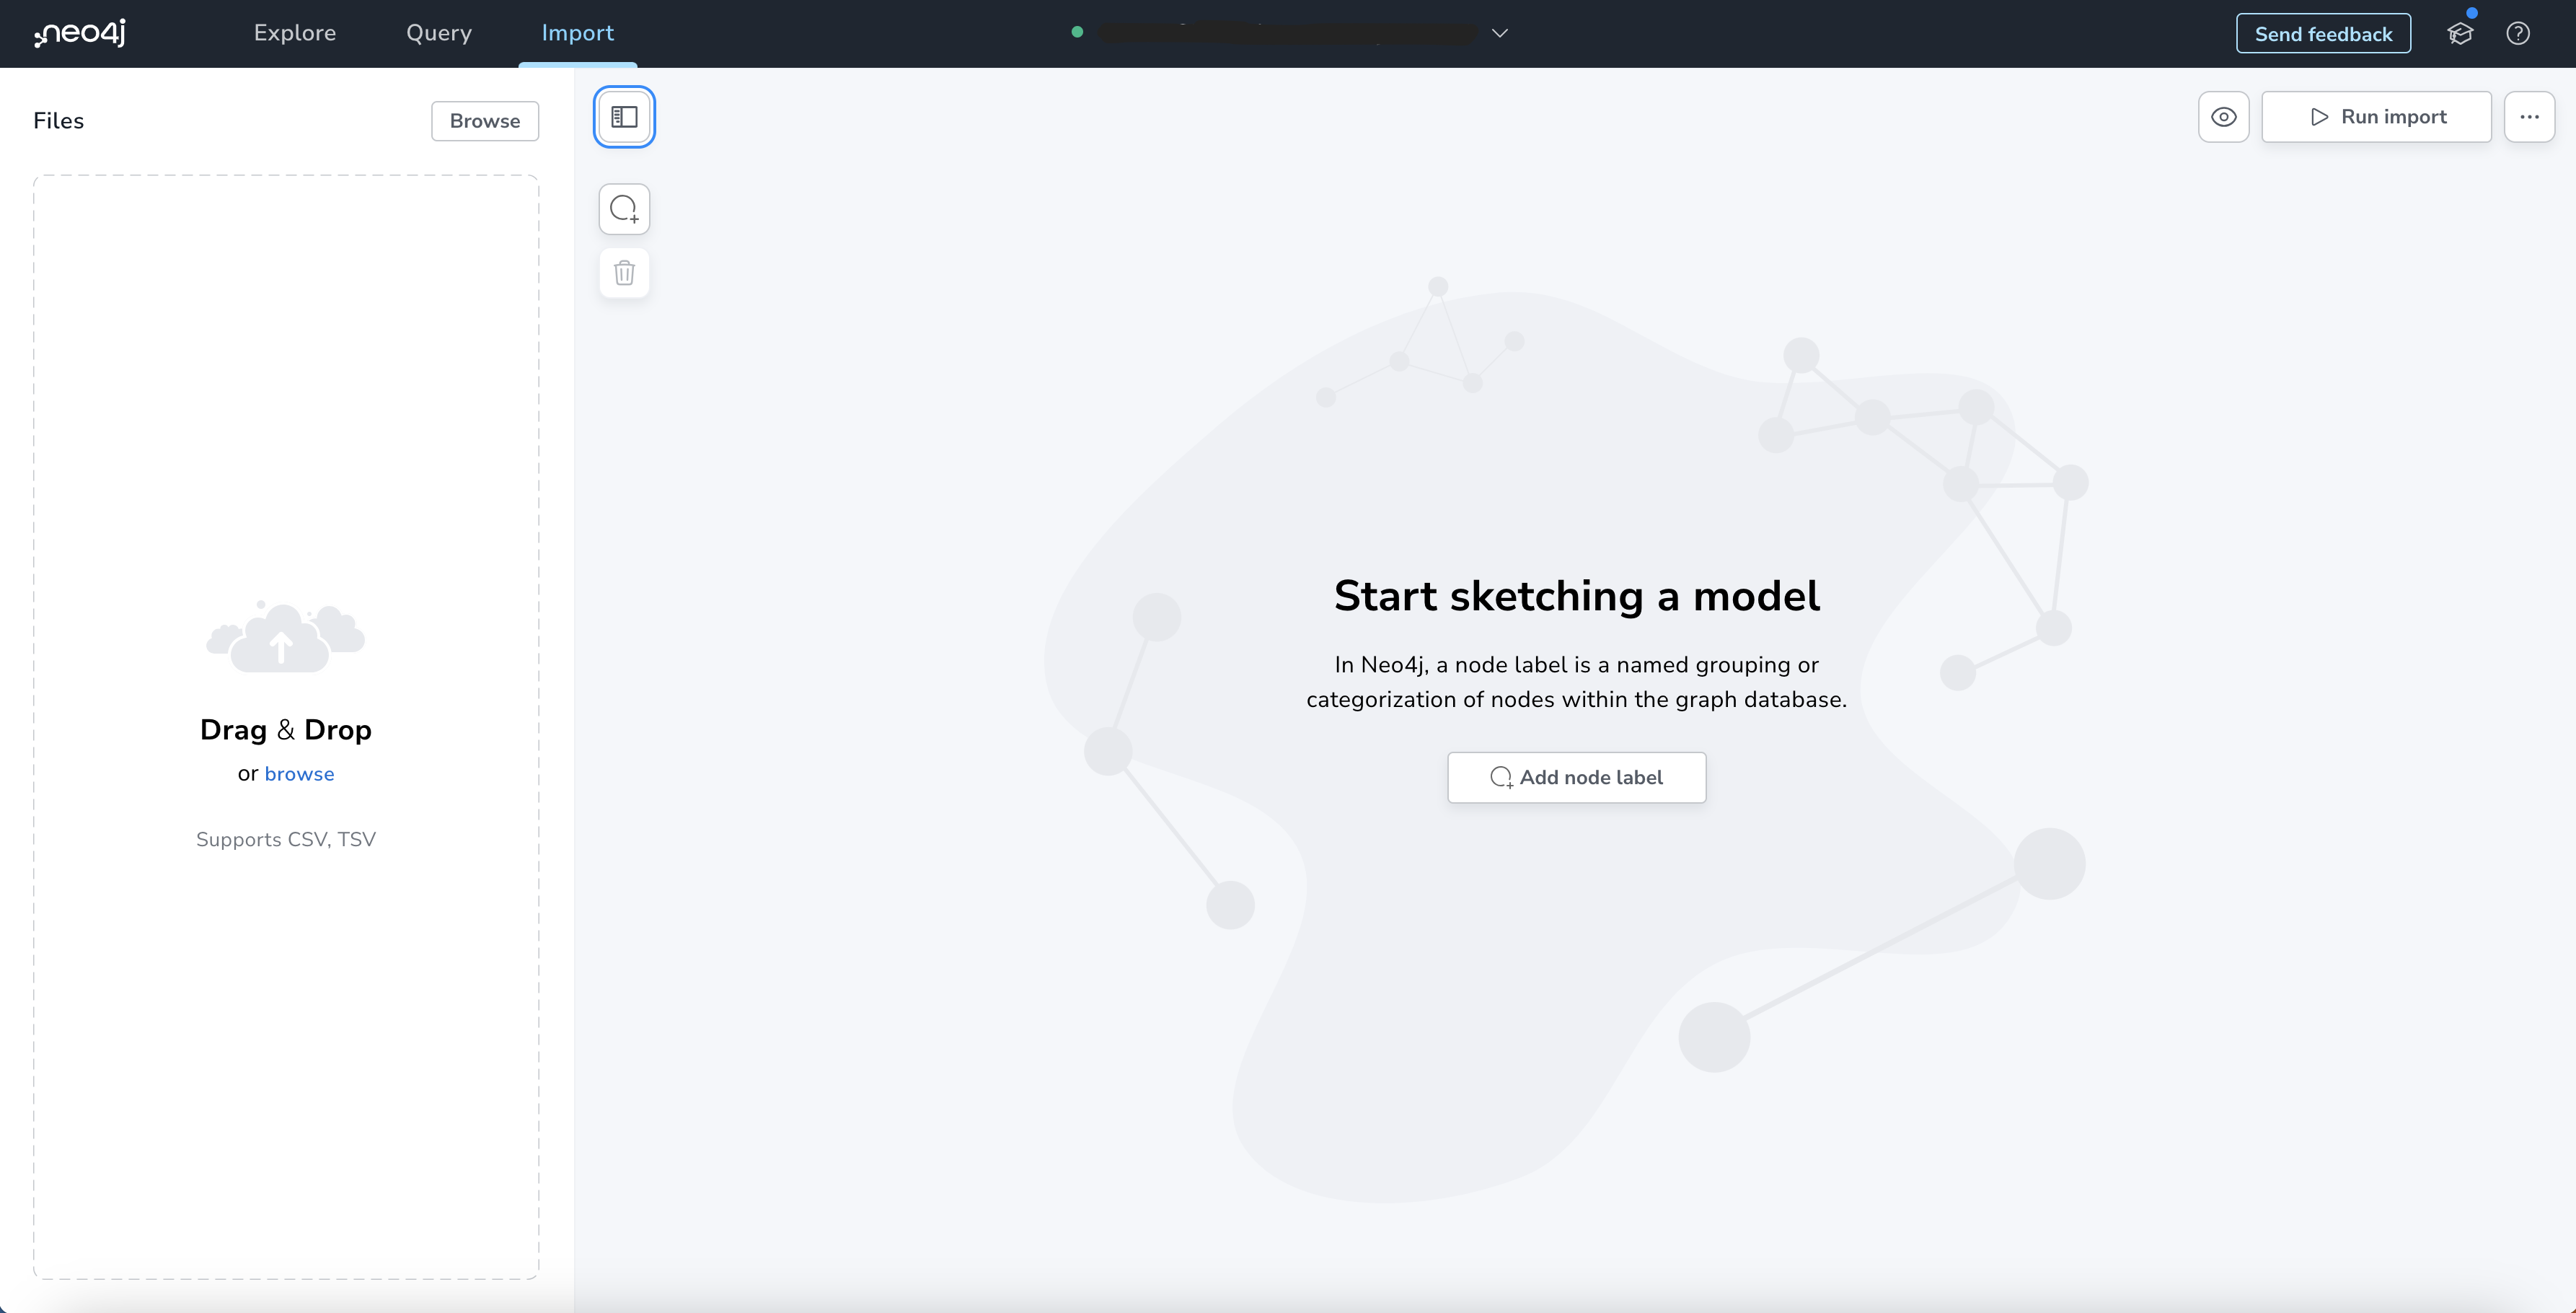 neo4j
Explore
Query
Import
Send feedback
Files
Browse
Run import
Drag & Drop
or browse
Supports CSV, TSV
Start sketching a model
In Neo4j, a node label is a named grouping or
categorization of nodes within the graph database.
Add node label